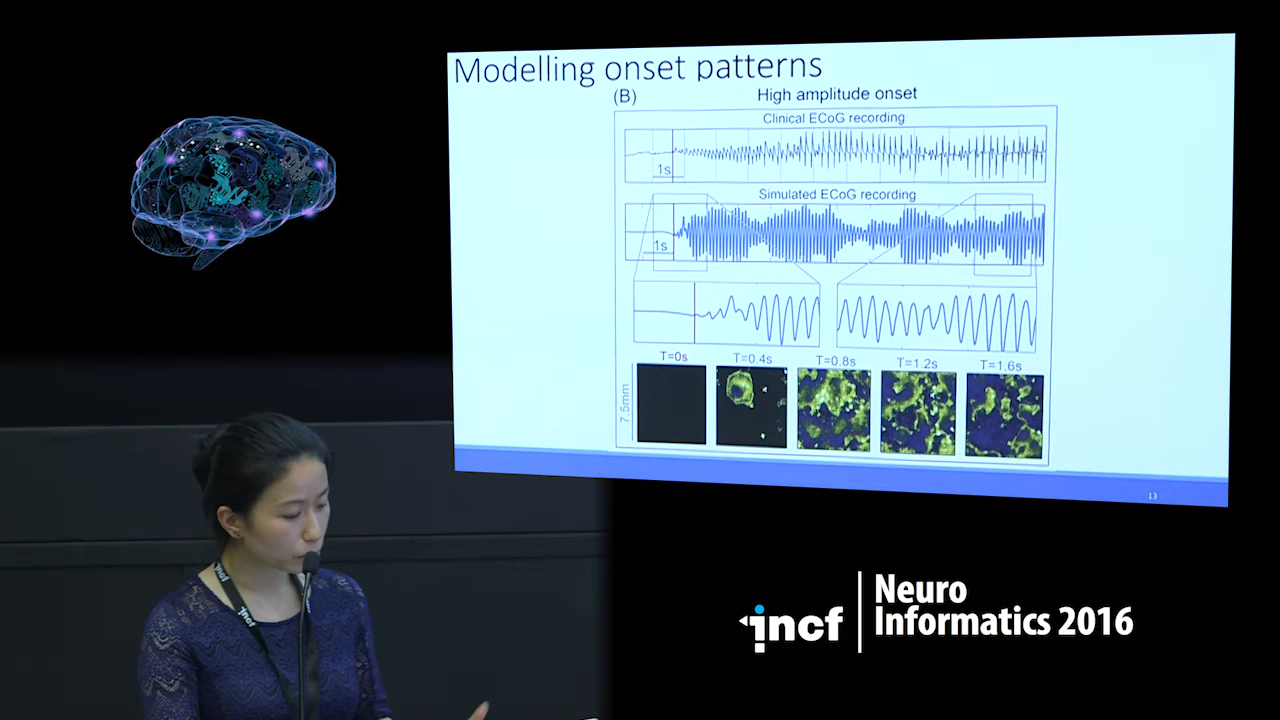 Modelling onset patterns
(B)
High amplitude onset
Clinical ECoG recording
1s
Simulated ECoG recording
1s
T=0s
T=0.4s
T=0.8s
T=1.2s
T=1.6s
7.5mm
13
incf
incf
Neuro
Informatics 2016